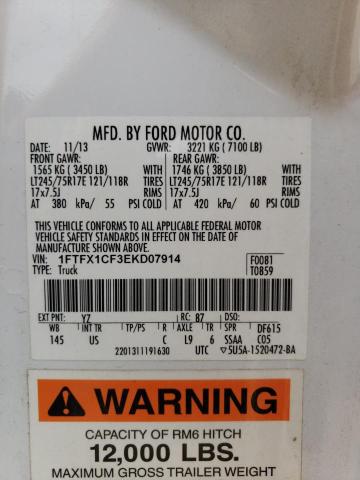 MFD. BY FORD MOTOR CO.
DATE: 11/13 GVWR: 3221 KG ( 7100 LB)
FRONT GAWR: REAR GAWR:
1565 KG ( 3450 LB) WITH 1746 KG ( 3850 LB) WITH
LT245/75R17E 121/118R TIRES LT245/75R17E 121/118R TIRES
17x7.5J RIMS 17x7.5J RIMS
AT 380 kPa/ 55 PSI COLD AT 420 kPa/ 60 PSI COLD
THIS VEHICLE CONFORMS TO ALL APPLICABLE FEDERAL MOTOR
VEHICLE SAFETY STANDARDS IN EFFECT ON THE DATE OF
MANUFACTURE SHOWN ABOVE.
VIN: 1FTFX1CF3EKD07914 F0081
TYPE: Truck T0859
EXT PNT: YZ RC: 87 DSO:
WB INT TR TP/PS R AXLE TR SPR DF615
145 US C L9 6 SSAA C05
2201311191630 UTC ▽5U5A-1520472-BA
WARNING
CAPACITY OF RM6 HITCH
12,000 LBS.
MAXIMUM GROSS TRAILER WEIGHT